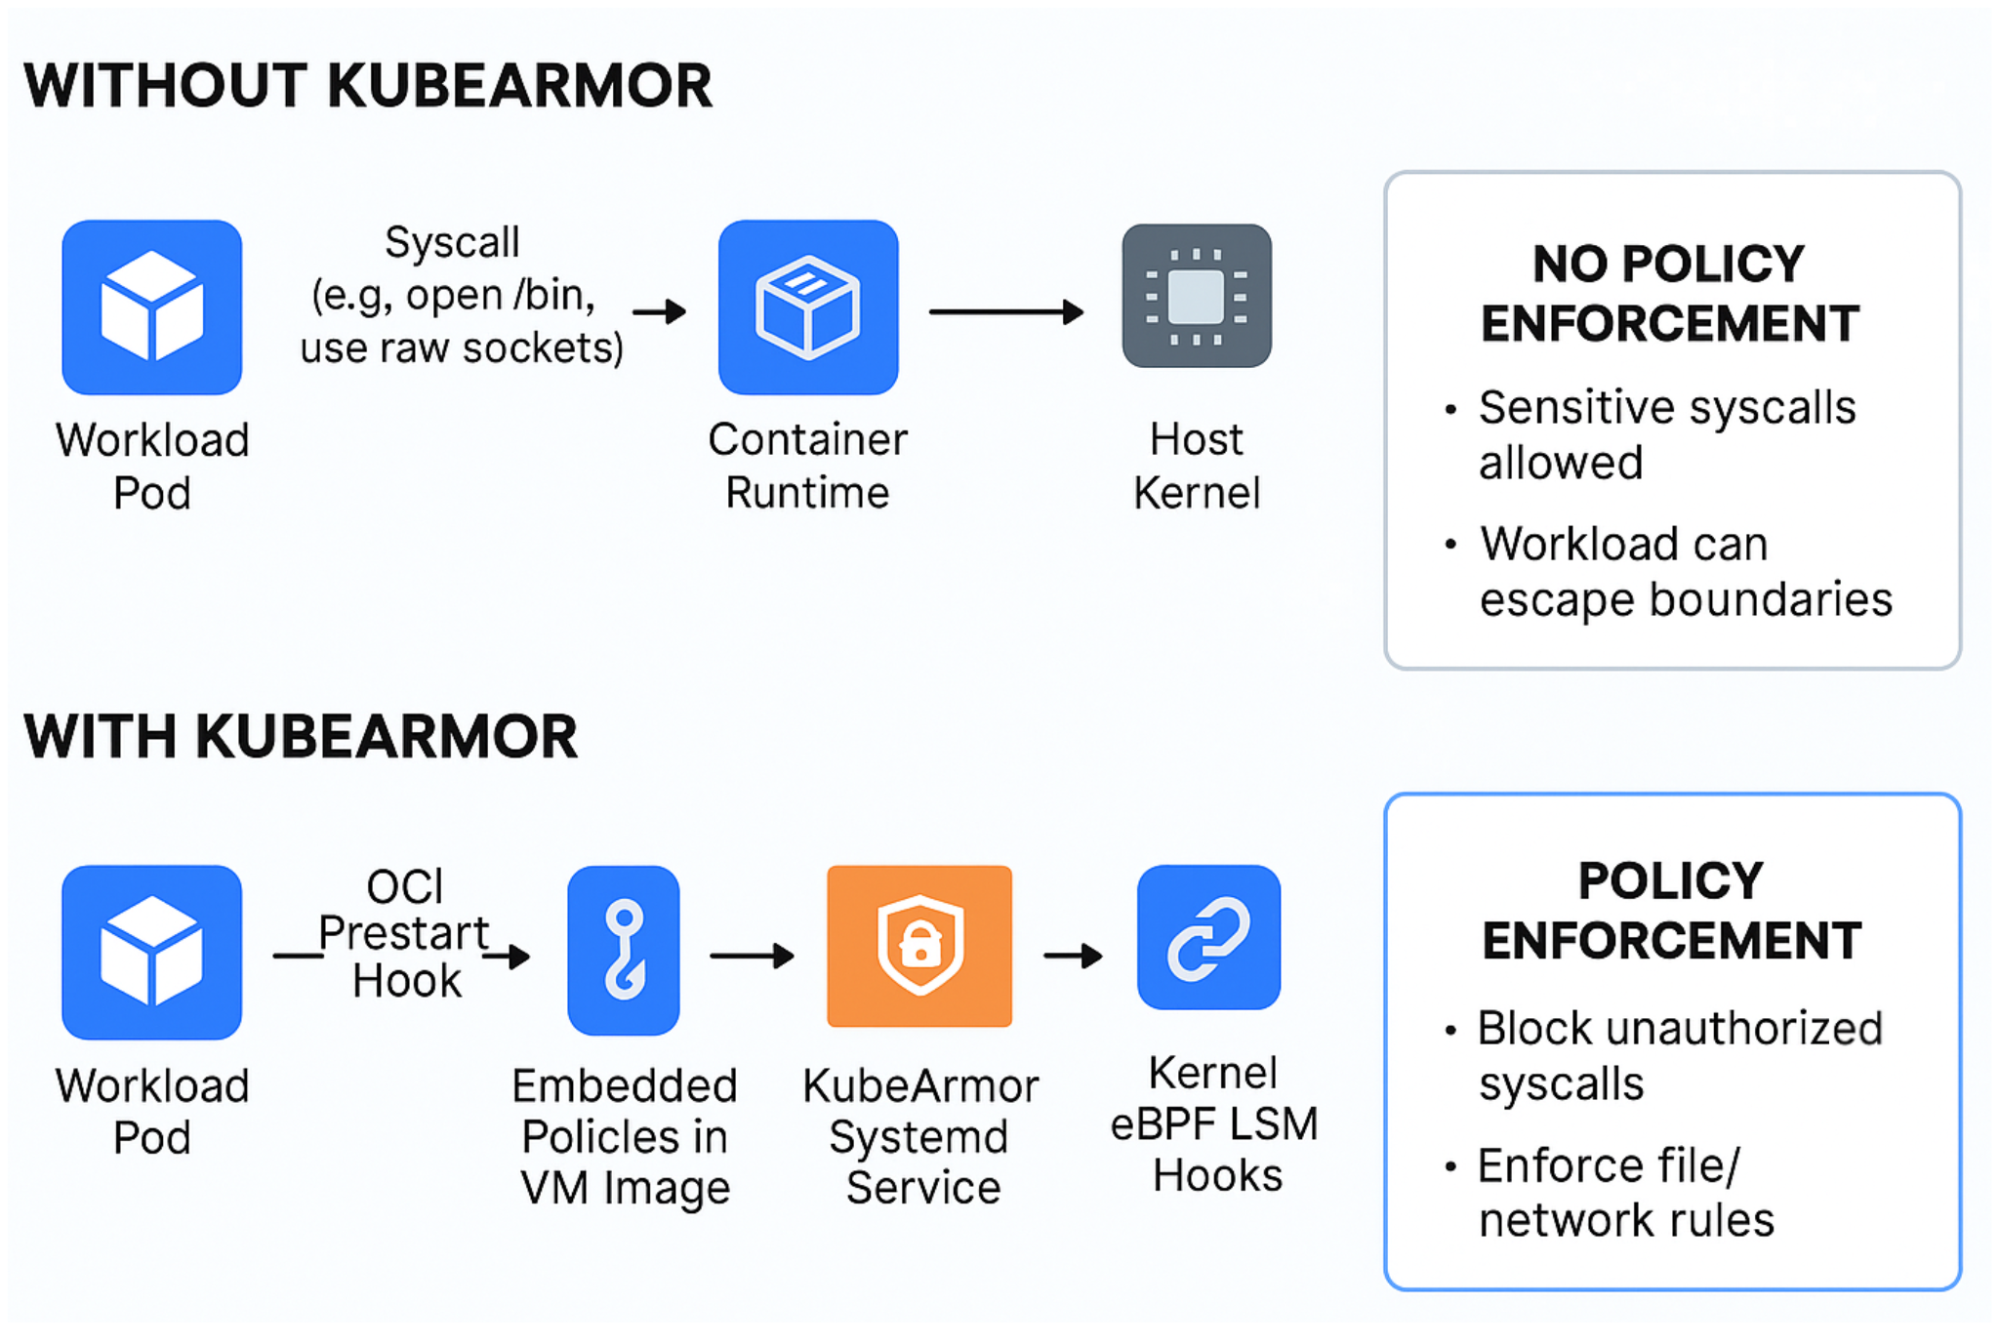 WITHOUT KUBEARMOR
Syscall
(e.g, open /bin,
use raw sockets)
Workload
Pod
Container
Runtime
Host
Kernel
NO POLICY
ENFORCEMENT
• Sensitive syscalls
allowed
• Workload can
escape boundaries
WITH KUBEARMOR
OCl
Prestart
Hook
Workload
Pod
Embedded
Policles in
VM Image
KubeArmor
Systemd
Service
Kernel
eBPF LSM
Hooks
POLICY
ENFORCEMENT
• Block unauthorized
syscalls
• Enforce file/
network rules